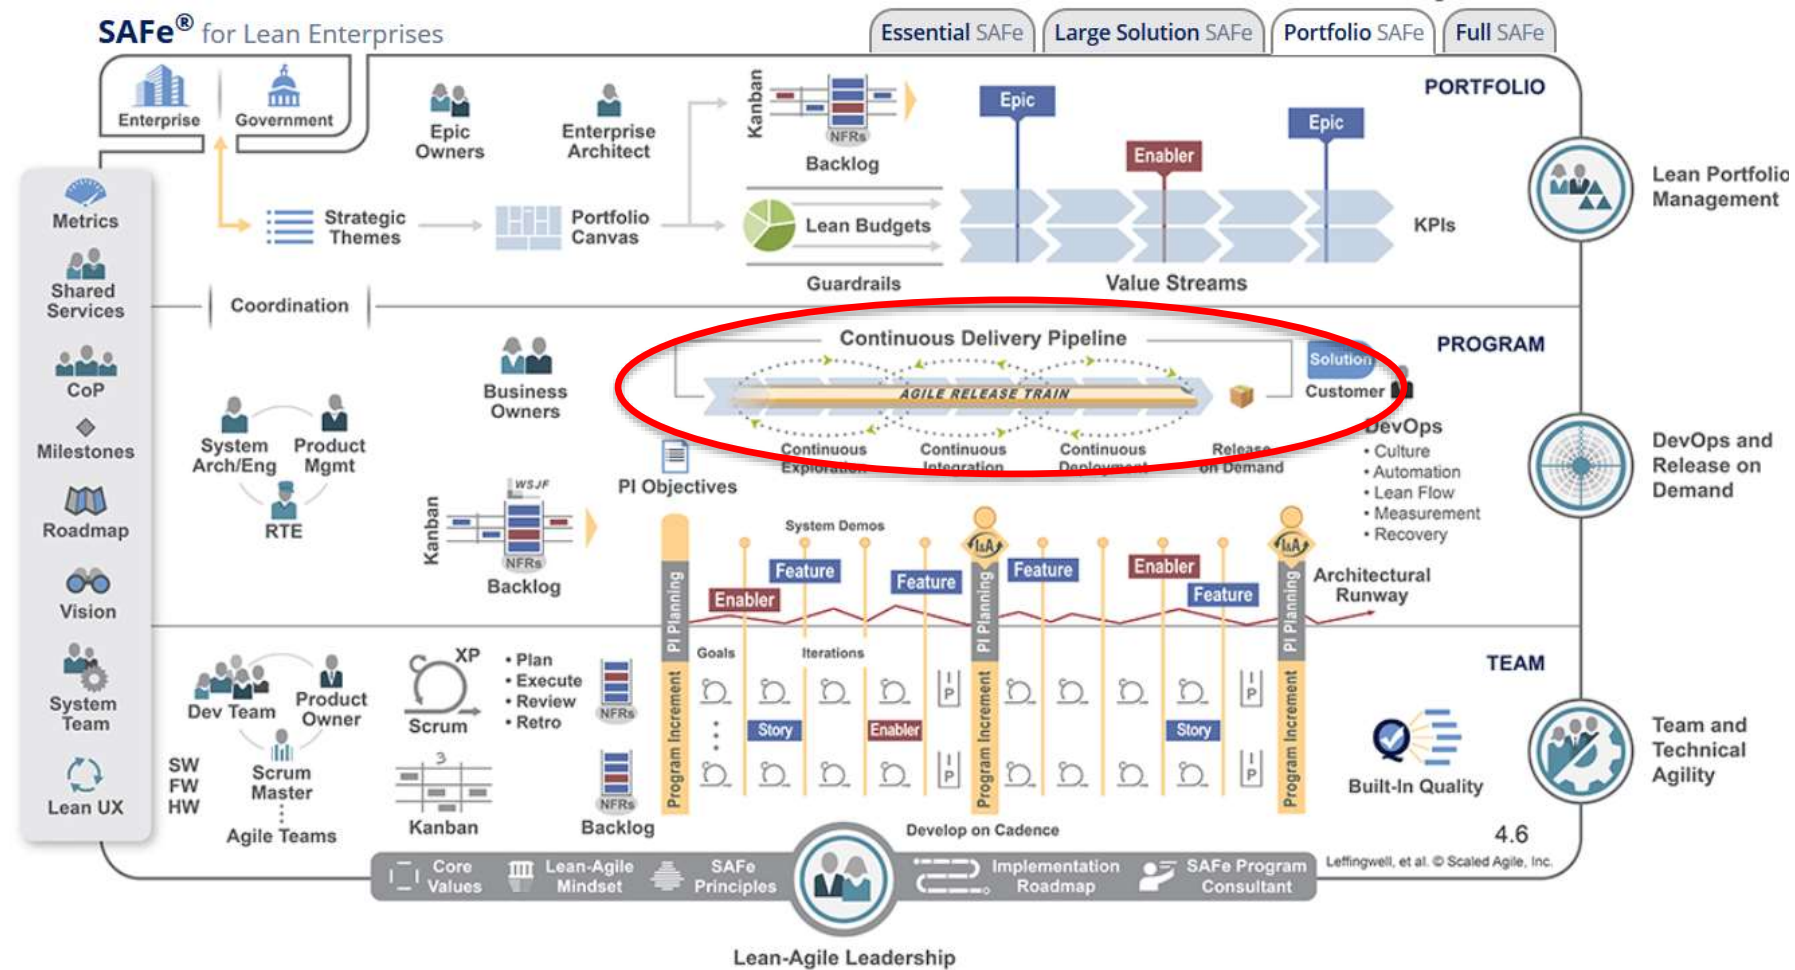 SAFe® for Lean Enterprises
Essential SAFe
Large Solution SAFe
Portfolio SAFe
Full SAFe
Enterprise
Government
Epic
Owners
Enterprise
Architect
Kanban
NFRs
Backlog
Epic
Enabler
Epic
PORTFOLIO
Strategic
Themes
Portfolio
Canvas
Lean Budgets
Guardrails
Value Streams
KPIs
Lean Portfolio
Management
Metrics
Shared
Services
CoP
Milestones
Roadmap
Vision
System
Team
Lean UX
Coordination
Business
Owners
System
Arch/Eng
Product
Mgmt
RTE
Continuous Delivery Pipeline
AGILE RELEASE TRAIN
Continuous
Exploration
Continuous
Integration
Continuous
Deployment
Release
on Demand
Solution
Customer
PROGRAM
DevOps
• Culture
• Automation
• Lean Flow
• Measurement
• Recovery
DevOps and
Release on
Demand
PI Objectives
Kanban
WSJF
NFRs
Backlog
System Demos
Enabler
Feature
Feature
I&A
Feature
Enabler
Feature
I&A
Architectural
Runway
PI Planning
PI Planning
PI Planning
Goals
Iterations
TEAM
Dev Team
Product
Owner
Scrum
Master
Agile Teams
SW
FW
HW
XP
Scrum
• Plan
• Execute
• Review
• Retro
3
Kanban
NFRs
NFRs
Backlog
Program Increment
Story
Enabler
I
P
I
P
Program Increment
Story
I
P
I
P
Program Increment
Develop on Cadence
Built-In Quality
Team and
Technical
Agility
4.6
Leffingwell, et al. © Scaled Agile, Inc.
Core
Values
Lean-Agile
Mindset
SAFe
Principles
Implementation
Roadmap
SAFe Program
Consultant
Lean-Agile Leadership